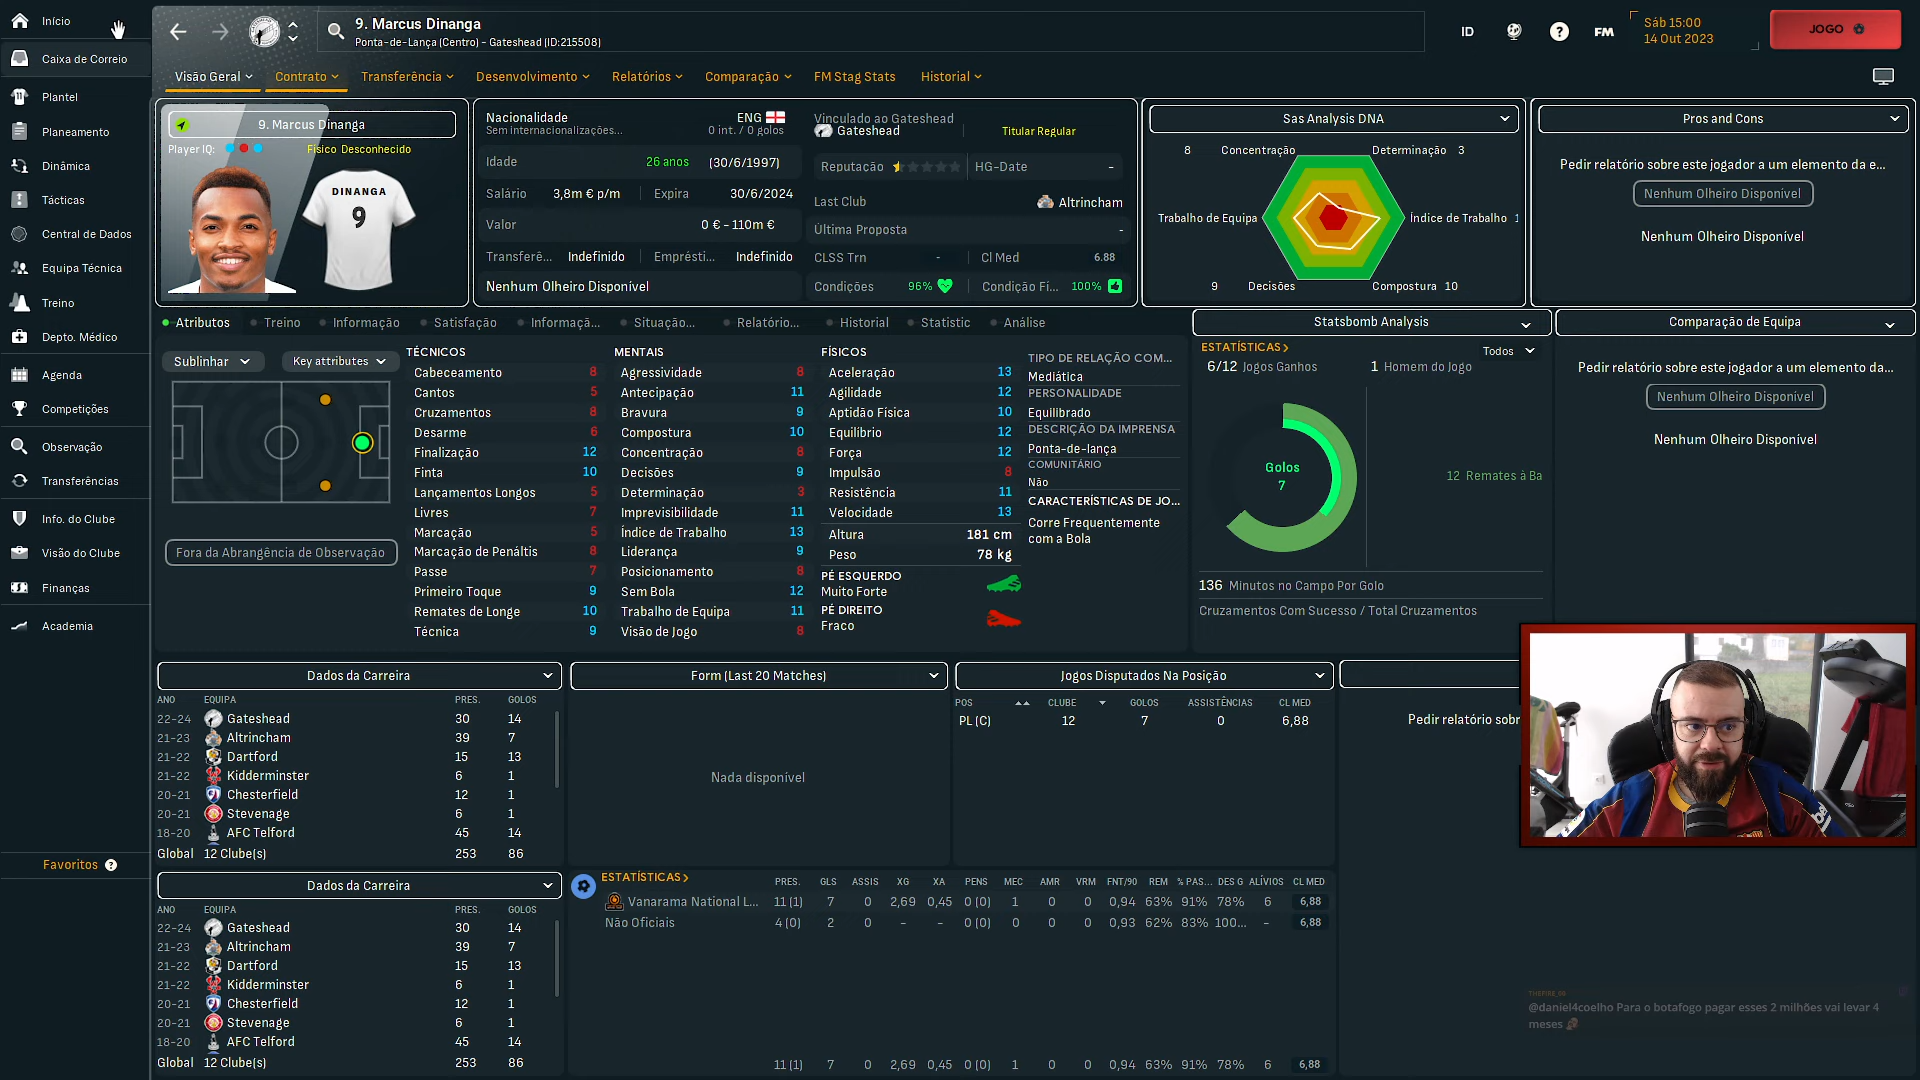 Início
Caixa de Correio
Plantel
Planeamento
Dinâmica
Tácticas
Central de Dados
Equipa Técnica
Treino
Depto. Médico
Agenda
Competições
Observação
Transferências
Info. do Clube
Visão do Clube
Finanças
Academia
Favoritos ?
9. Marcus Dinanga
Ponta-de-Lança (Centro) - Gateshead (ID:215508)
ID
?
FM
Sáb 15:00
14 Out 2023
JOGO
Visão Geral
Contrato
Transferência
Desenvolvimento
Relatórios
Comparação
FM Stag Stats
Historial
9. Marcus Dinanga
Player IQ:
Físico Desconhecido
DINANGA
9
Nacionalidade ENG
Sem internacionalizações... 0 int. / 0 golos
Idade 26 anos (30/6/1997)
Salário 3,8m € p/m Expira 30/6/2024
Valor 0 € - 110m €
Transferê... Indefinido Emprésti... Indefinido
Nenhum Olheiro Disponível
Vinculado ao Gateshead
Gateshead Titular Regular
Reputação HG-Date -
Last Club Altrincham
Última Proposta -
CLSS Trn - Cl Med 6.88
Condições 96% Condição Fí... 100%
Sas Analysis DNA
8 Concentração Determinação 3
Trabalho de Equipa Índice de Trabalho 1
9 Decisões Compostura 10
Pros and Cons
Pedir relatório sobre este jogador a um elemento da e...
Nenhum Olheiro Disponível
Nenhum Olheiro Disponível
Atributos
Treino
Informação
Satisfação
Informaçã...
Situação...
Relatório...
Historial
Statistic
Análise
Sublinhar
Key attributes
Fora da Abrangência de Observação
TÉCNICOS
Cabeceamento 8
Cantos 5
Cruzamentos 8
Desarme 6
Finalização 12
Finta 10
Lançamentos Longos 5
Livres 7
Marcação 5
Marcação de Penáltis 8
Passe 7
Primeiro Toque 9
Remates de Longe 10
Técnica 9
MENTAIS
Agressividade 8
Antecipação 11
Bravura 9
Compostura 10
Concentração 8
Decisões 9
Determinação 3
Imprevisibilidade 11
Índice de Trabalho 13
Liderança 9
Posicionamento 8
Sem Bola 12
Trabalho de Equipa 11
Visão de Jogo 8
FÍSICOS
Aceleração 13
Agilidade 12
Aptidão Física 10
Equilíbrio 12
Força 12
Impulsão 8
Resistência 11
Velocidade 13
Altura 181 cm
Peso 78 kg
PÉ ESQUERDO
Muito Forte
PÉ DIREITO
Fraco
TIPO DE RELAÇÃO COM...
Mediática
PERSONALIDADE
Equilibrado
DESCRIÇÃO DA IMPRENSA
Ponta-de-lança
COMUNITÁRIO
Não
CARACTERÍSTICAS DE JO...
Corre Frequentemente
com a Bola
Statsbomb Analysis
ESTATÍSTICAS
Todos
6/12 Jogos Ganhos 1 Homem do Jogo
Golos
7
12 Remates à Ba
136 Minutos no Campo Por Golo
Cruzamentos Com Sucesso / Total Cruzamentos
Comparação de Equipa
Pedir relatório sobre este jogador a um elemento da...
Nenhum Olheiro Disponível
Nenhum Olheiro Disponível
Dados da Carreira
ANO EQUIPA PRES. GOLOS
22-24 Gateshead 30 14
21-23 Altrincham 39 7
21-22 Dartford 15 13
21-22 Kidderminster 6 1
20-21 Chesterfield 12 1
20-21 Stevenage 6 1
18-20 AFC Telford 45 14
Global 12 Clube(s) 253 86
Form (Last 20 Matches)
Nada disponível
Jogos Disputados Na Posição
POS CLUBE GOLOS ASSISTÊNCIAS CL MED
PL (C) 12 7 0 6,88
Pedir relatório sobr
Dados da Carreira
ANO EQUIPA PRES. GOLOS
22-24 Gateshead 30 14
21-23 Altrincham 39 7
21-22 Dartford 15 13
21-22 Kidderminster 6 1
20-21 Chesterfield 12 1
20-21 Stevenage 6 1
18-20 AFC Telford 45 14
Global 12 Clube(s) 253 86
ESTATÍSTICAS PRES. GLS ASSIS XG XA PENS MEC AMR VRM FNT/90 REM % PAS... DES G ALÍVIOS CL MED
Vanarama National L... 11 (1) 7 0 2,69 0,45 0 (0) 1 0 0 0,94 63% 91% 78% 6 6,88
Não Oficiais 4 (0) 2 0 - - 0 (0) 0 0 0 0,93 62% 83% 100... - 6,88
11 (1) 7 0 2,69 0,45 0 (0) 1 0 0 0,94 63% 91% 78% 6 6,88
@daniel4coelho Para o botafogo pagar esses 2 milhões vai levar 4
meses